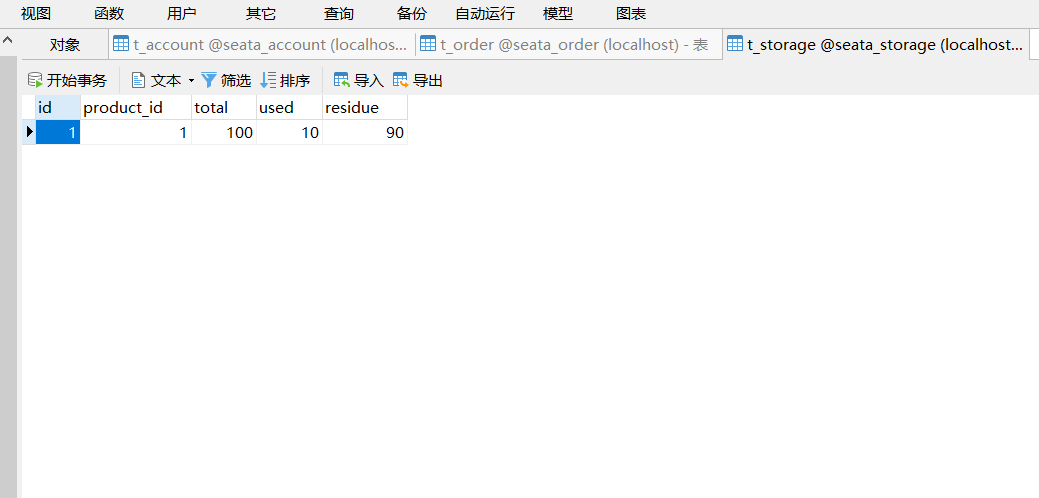 视图 函数 用户 其它 查询 备份 自动运行 模型 图表
对象 t_account @seata_account (localhos... t_order @seata_order (localhost) - 表 t_storage @seata_storage (localhost...
开始事务 文本 筛选 排序 导入 导出
id product_id total used residue
1 1 100 10 90